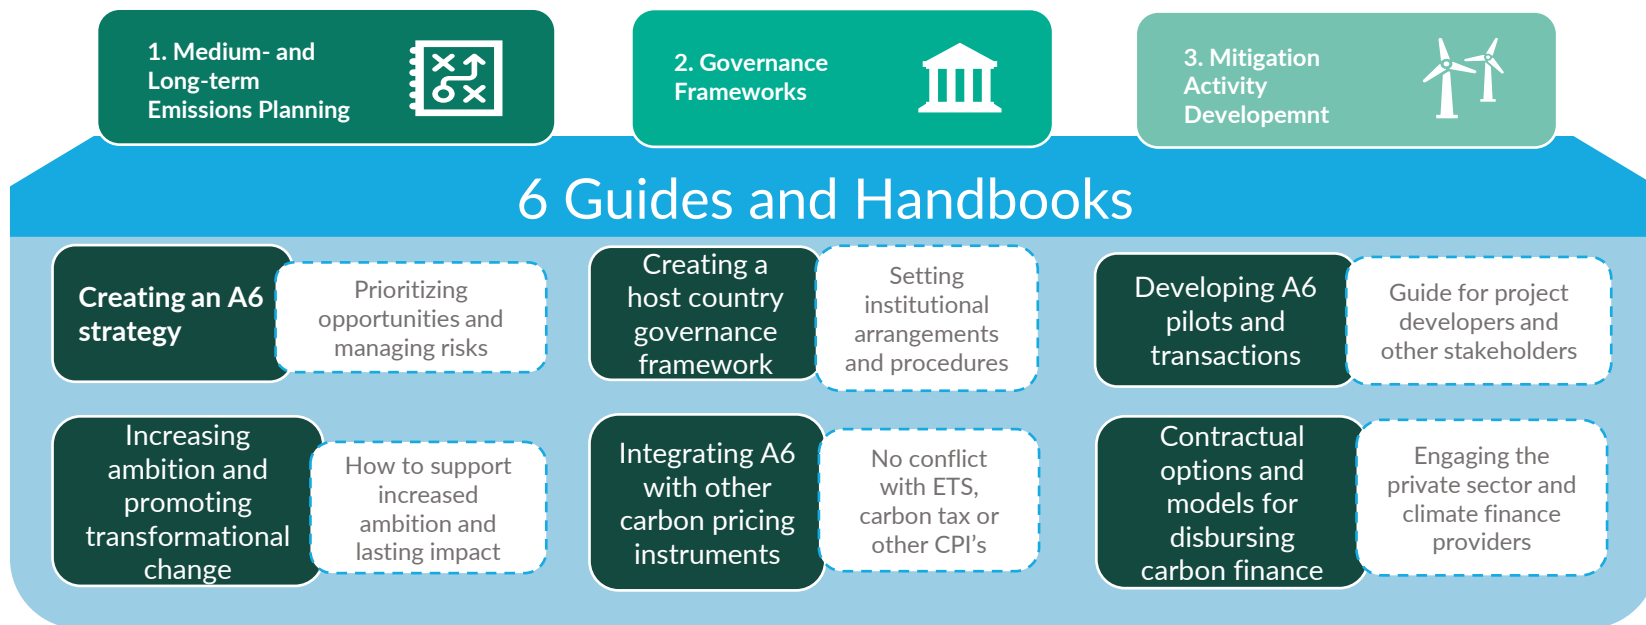 1. Medium- and
Long-term
Emissions Planning
2. Governance
Frameworks
3. Mitigation
Activity
Developemnt
6 Guides and Handbooks
Creating an A6
strategy
Prioritizing
opportunities and
managing risks
Creating a
host country
governance
framework
Setting
institutional
arrangements
and procedures
Developing A6
pilots and
transactions
Guide for project
developers and
other stakeholders
Increasing
ambition and
promoting
transformational
change
How to support
increased
ambition and
lasting impact
Integrating A6
with other
carbon pricing
instruments
No conflict
with ETS,
carbon tax or
other CPI’s
Contractual
options and
models for
disbursing
carbon finance
Engaging the
private sector and
climate finance
providers